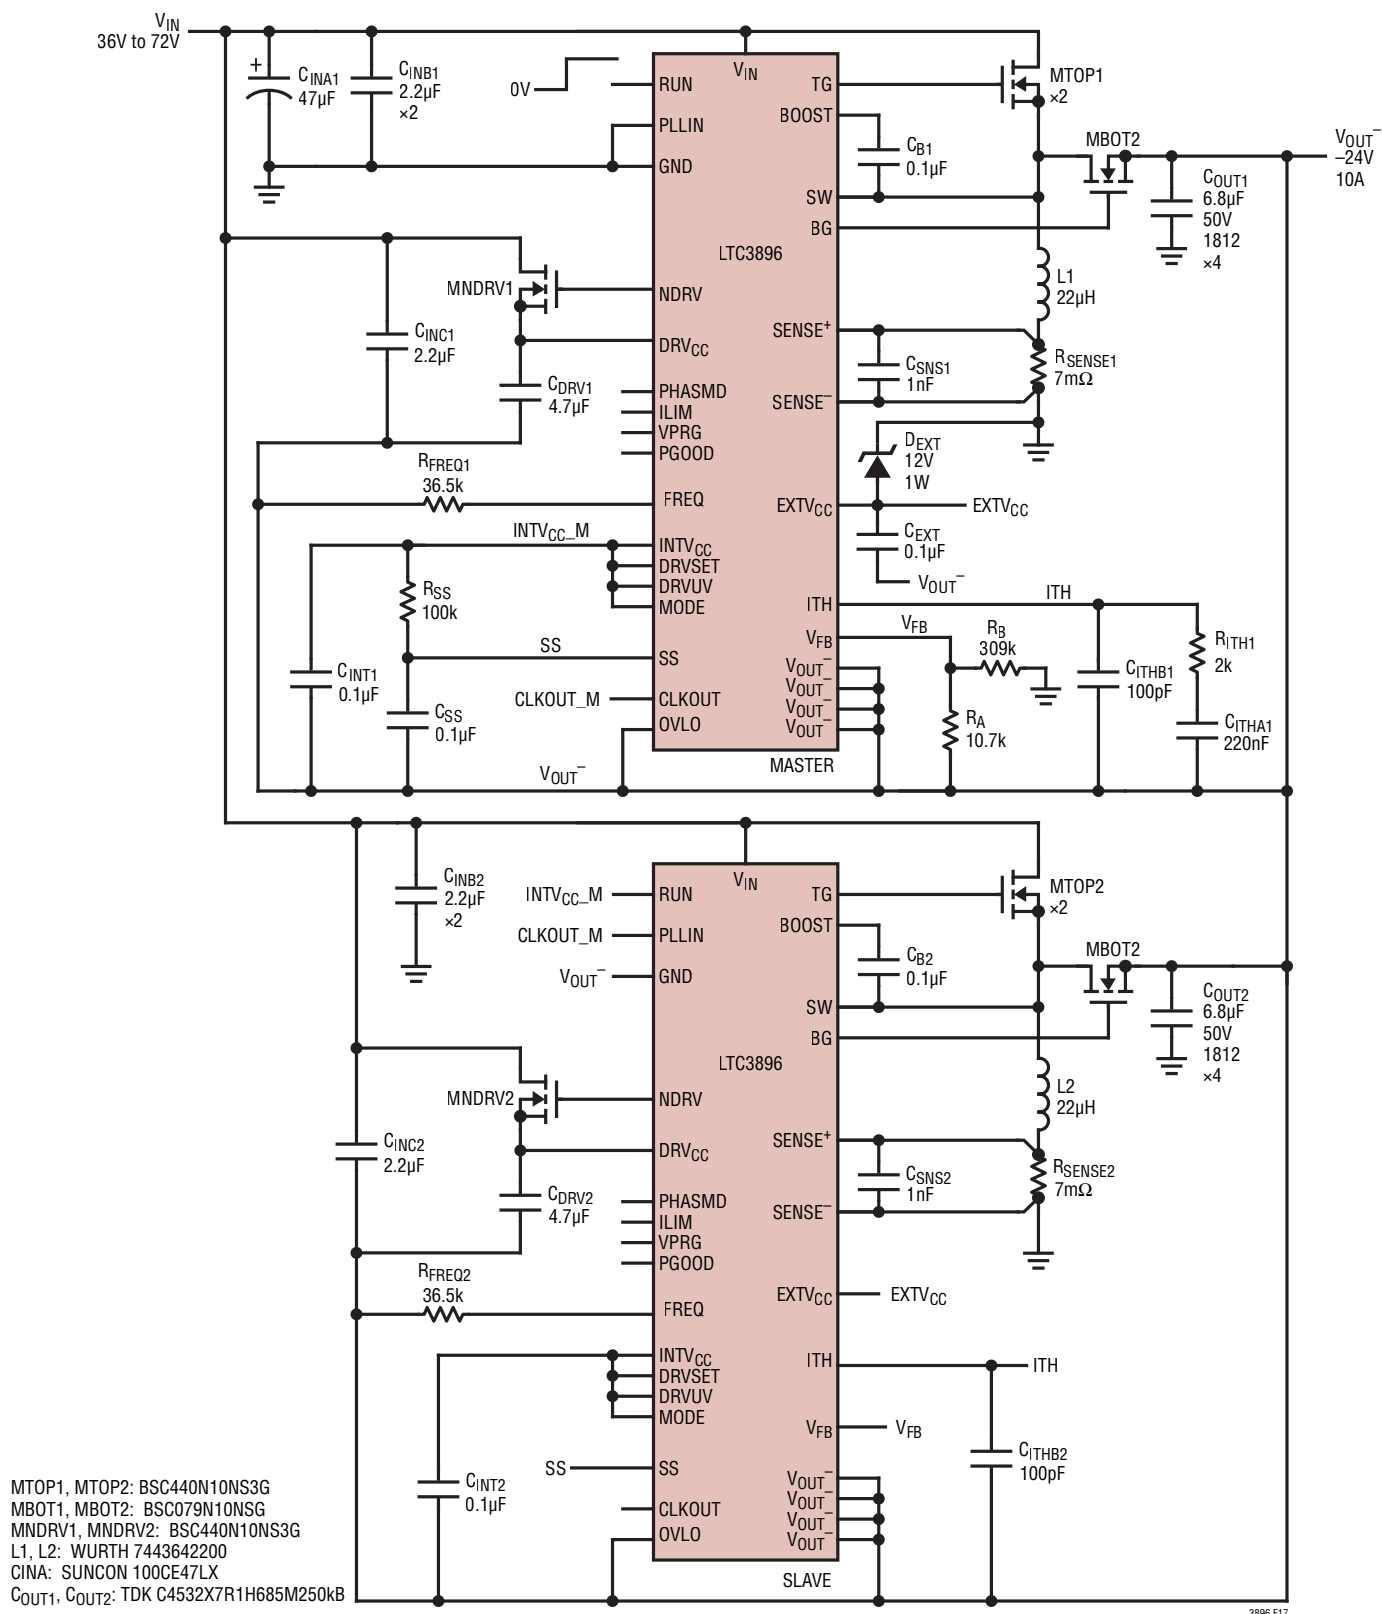 VIN
36V to 72V
CINA1
47µF
+
CINB1
2.2µF
×2
0V
RUN
PLLIN
GND
VIN
TG
BOOST
CB1
0.1µF
SW
BG
MTOP1
×2
MBOT2
VOUT–
–24V
10A
COUT1
6.8µF
50V
1812
×4
LTC3896
L1
22µH
MNDRV1
NDRV
CINC1
2.2µF
DRVCC
CDRV1
4.7µF
PHASMD
ILIM
VPRG
PGOOD
SENSE+
CSNS1
1nF
SENSE–
RSENSE1
7mΩ
DEXT
12V
1W
RFREQ1
36.5k
FREQ
EXTVCC
EXTVCC
CEXT
0.1µF
VOUT–
INTVCC_M
INTVCC
DRVSET
DRVUV
MODE
RSS
100k
SS
SS
CINT1
0.1µF
CSS
0.1µF
CLKOUT_M
CLKOUT
OVLO
VOUT–
ITH
ITH
VFB
VFB
RB
309k
RA
10.7k
VOUT–
VOUT–
VOUT–
VOUT–
CITHB1
100pF
RITH1
2k
CITHA1
220nF
MASTER
CINB2
2.2µF
×2
INTVCC_M
RUN
CLKOUT_M
PLLIN
VOUT–
GND
VIN
TG
BOOST
CB2
0.1µF
SW
BG
MTOP2
×2
MBOT2
COUT2
6.8µF
50V
1812
×4
LTC3896
L2
22µH
MNDRV2
NDRV
CINC2
2.2µF
DRVCC
CDRV2
4.7µF
PHASMD
ILIM
VPRG
PGOOD
SENSE+
CSNS2
1nF
SENSE–
RSENSE2
7mΩ
RFREQ2
36.5k
FREQ
EXTVCC
EXTVCC
INTVCC
DRVSET
DRVUV
MODE
ITH
ITH
VFB
VFB
SS
SS
CINT2
0.1µF
CLKOUT
OVLO
VOUT–
VOUT–
VOUT–
VOUT–
CITHB2
100pF
SLAVE
MTOP1, MTOP2: BSC440N10NS3G
MBOT1, MBOT2: BSC079N10NSG
MNDRV1, MNDRV2: BSC440N10NS3G
L1, L2: WURTH 7443642200
CINA: SUNCON 100CE47LX
COUT1, COUT2: TDK C4532X7R1H685M250kB
3896 F17